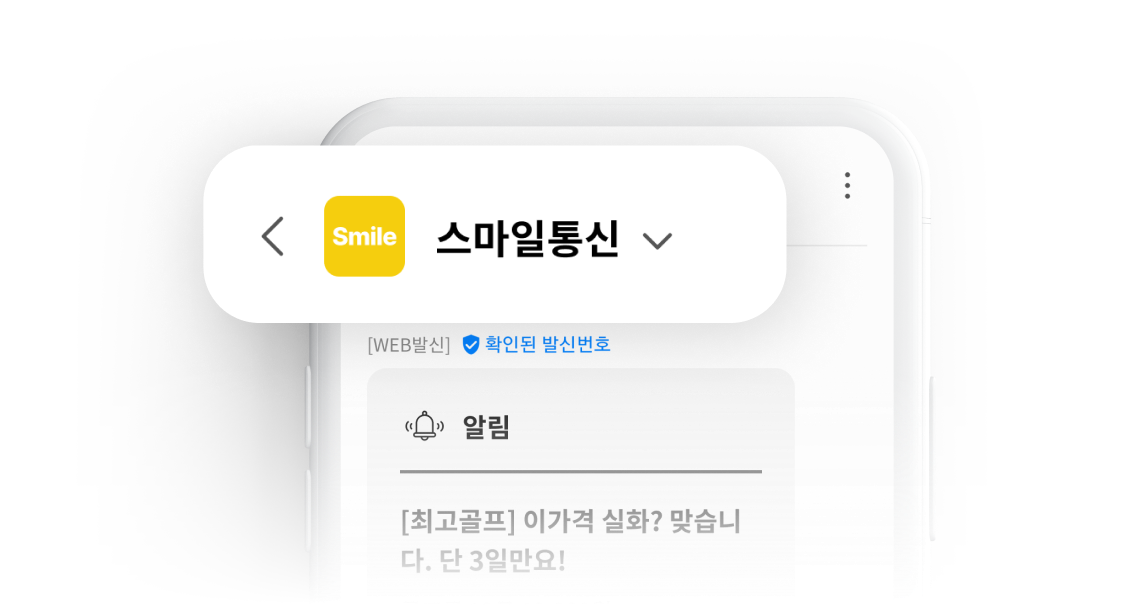 Smile
스마일통신
[WEB발신] 확인된 발신번호
알림
[최고골프] 이가격 실화? 맞습니
다. 단 3일만요!